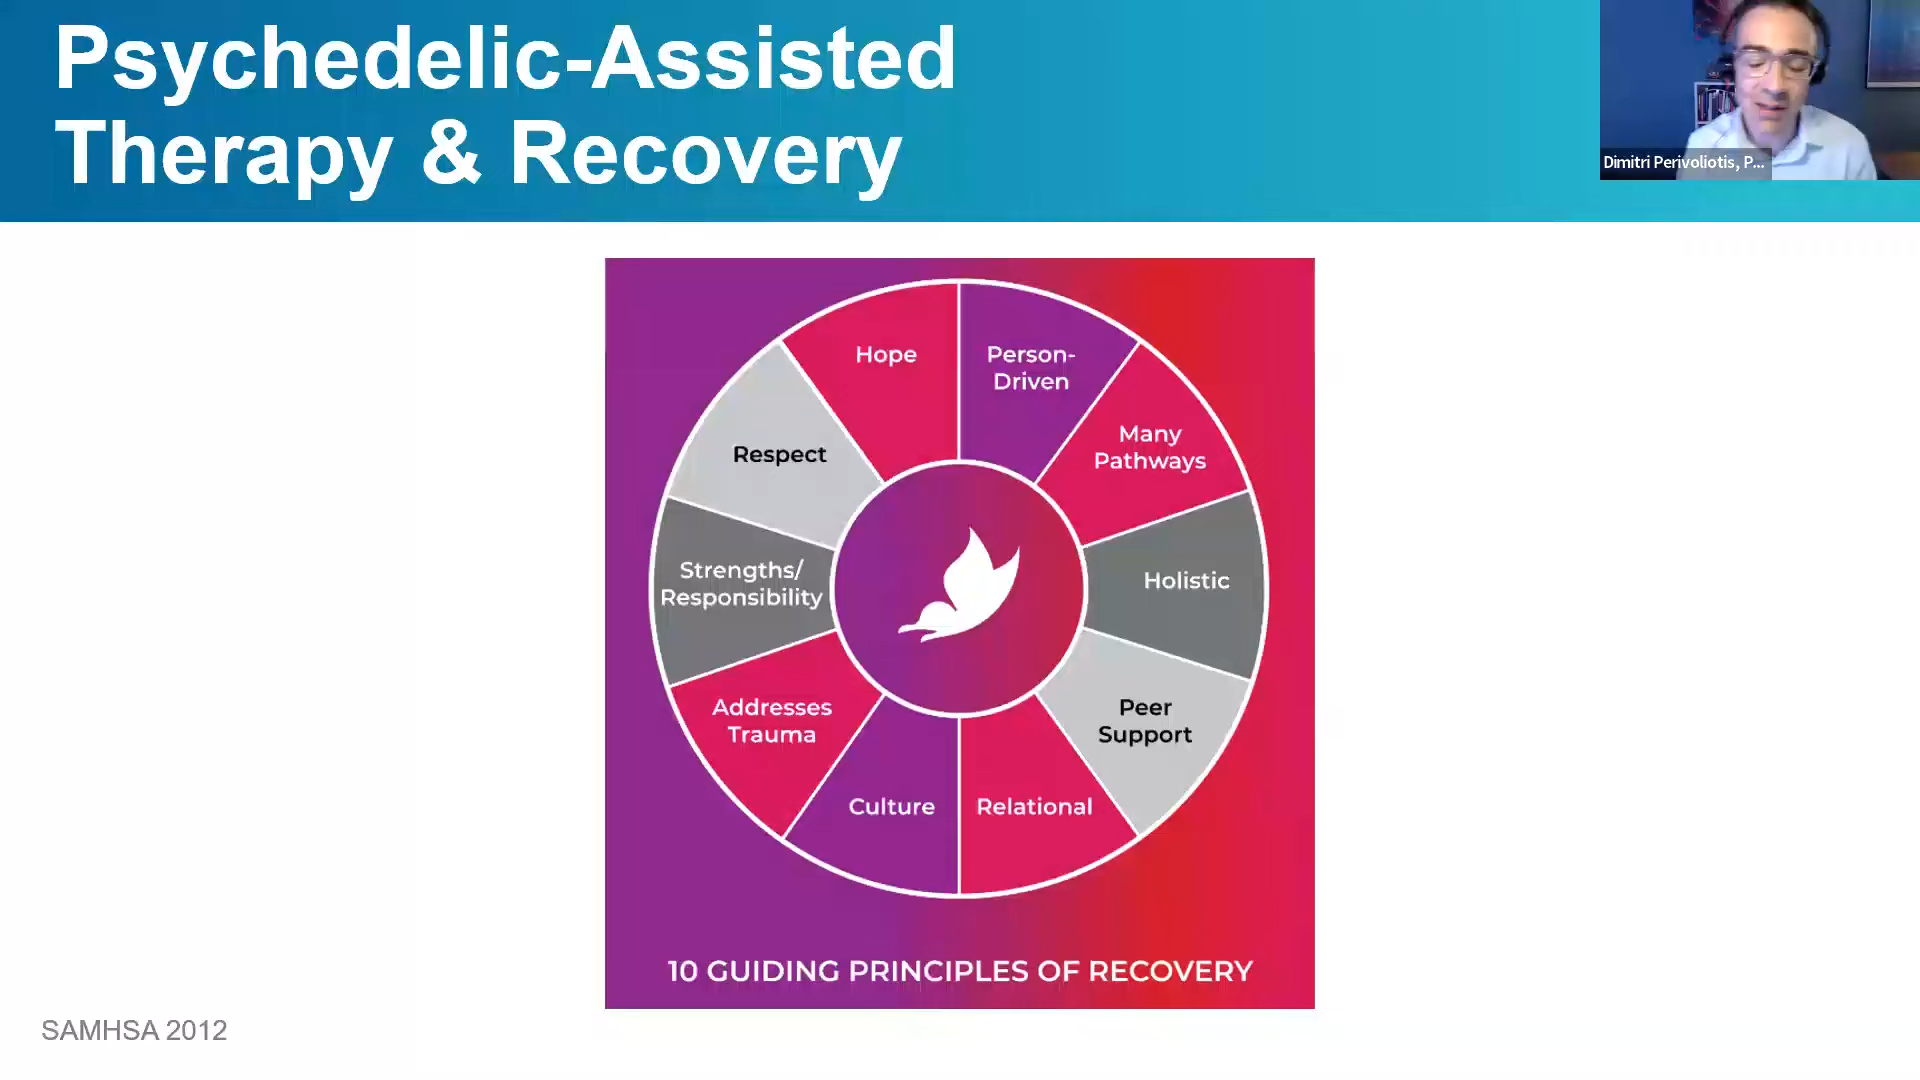 Psychedelic-Assisted
Therapy & Recovery
Dimitri Perivoliotis, P...
Hope
Person-
Driven
Many
Pathways
Holistic
Peer
Support
Relational
Culture
Addresses
Trauma
Strengths/
Responsibility
Respect
10 GUIDING PRINCIPLES OF RECOVERY
SAMHSA 2012